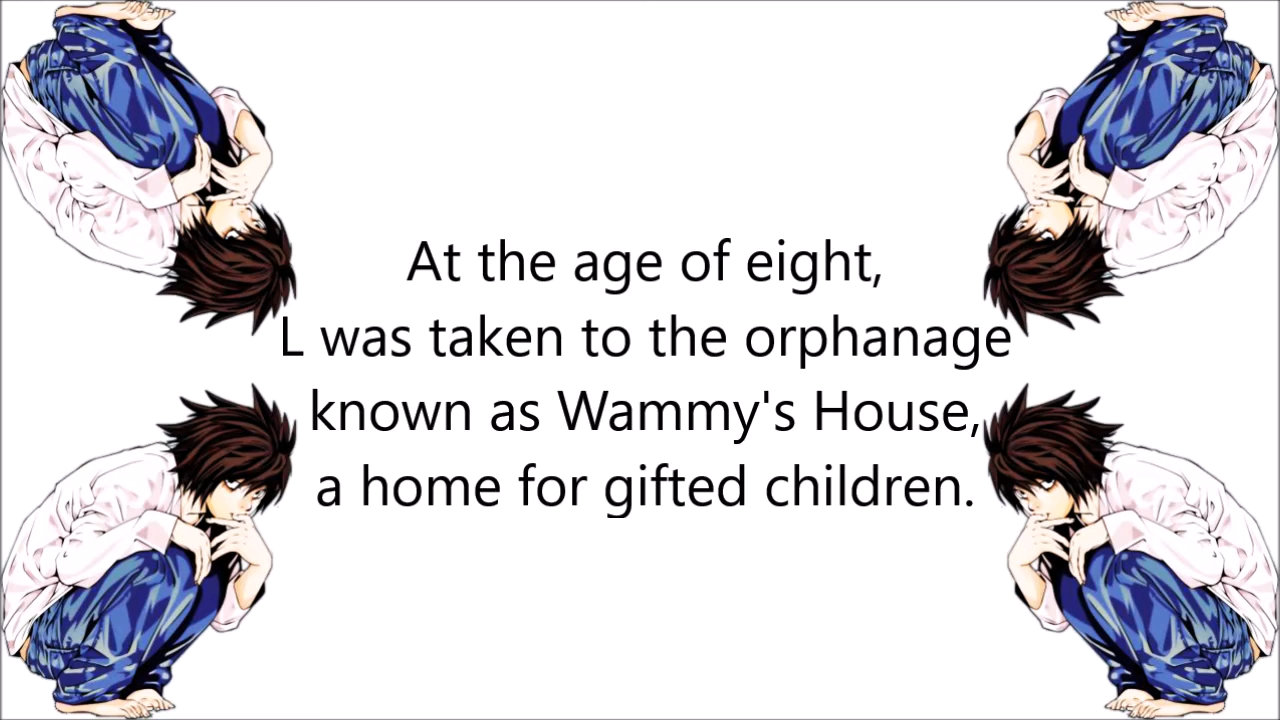 At the age of eight,
L was taken to the orphanage
known as Wammy's House,
a home for gifted children.